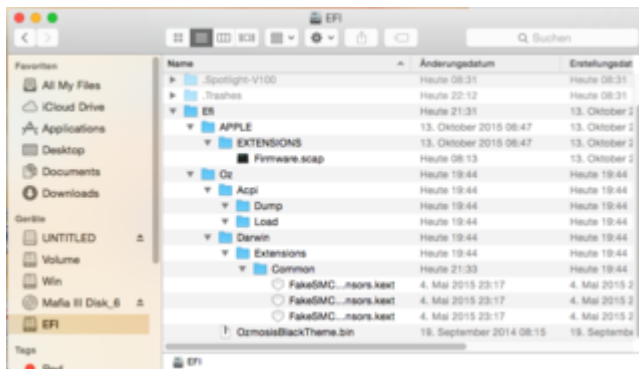 EFI
Suchen
Favoriten
All My Files
iCloud Drive
Applications
Desktop
Documents
Downloads
Geräte
UNTITLED
Volume
Win
Mafia III Disk_6
EFI
Tags
Name Änderungsdatum Erstellungsdat
.Spotlight-V100 Heute 08:31 Heute 08:31
.Trashes Heute 22:12 Heute 08:31
Efi Heute 21:31 13. Oktober 2
APPLE 13. Oktober 2015 06:47 13. Oktober 2
EXTENSIONS 13. Oktober 2015 06:47 13. Oktober 2
Firmware.scap Heute 08:13 13. Oktober 2
Oz Heute 19:44 Heute 19:44
Acpi Heute 19:44 Heute 19:44
Dump Heute 19:44 Heute 19:44
Load Heute 19:44 Heute 19:44
Darwin Heute 19:44 Heute 19:44
Extensions Heute 19:44 Heute 19:44
Common Heute 21:33 Heute 19:44
FakeSMC...nsors.kext 4. Mai 2015 23:17 4. Mai 2015 2
FakeSMC...nsors.kext 4. Mai 2015 23:17 4. Mai 2015 2
FakeSMC...nsors.kext 4. Mai 2015 23:17 4. Mai 2015 2
OzmosisBlackTheme.bin 19. September 2014 08:15 19. Septembe
EFI